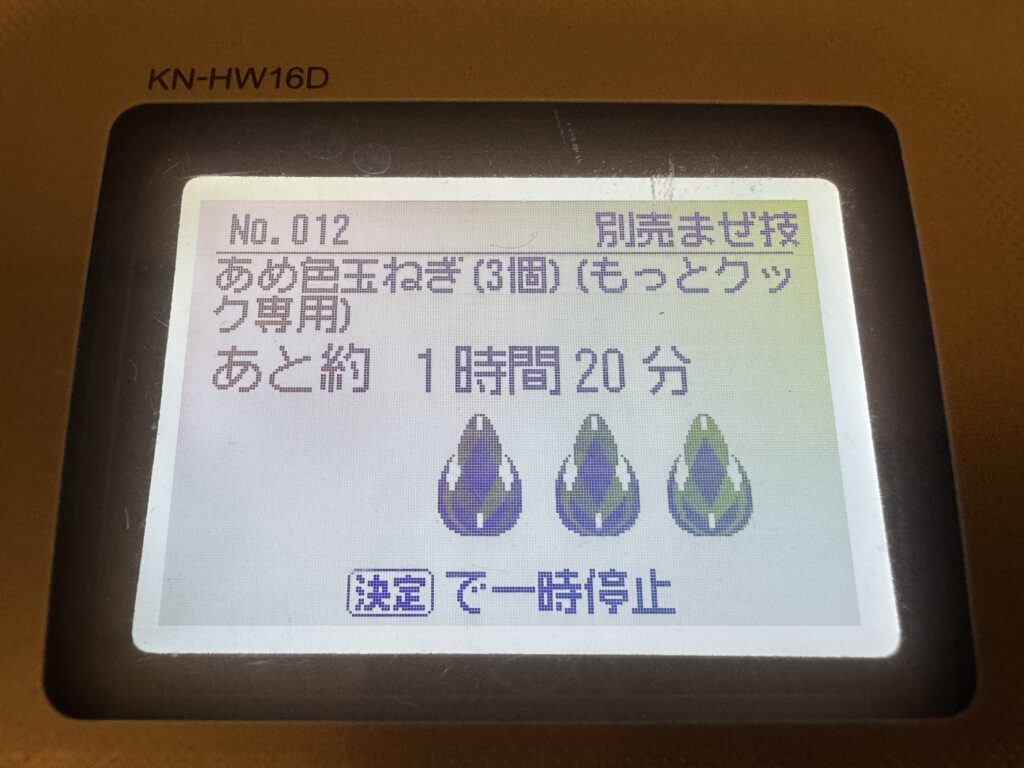 KN-HW16D
No.012 別売まぜ技
あめ色玉ねぎ(3個)(もっとクッ
ク専用)
あと約 1時間20分
決定で一時停止